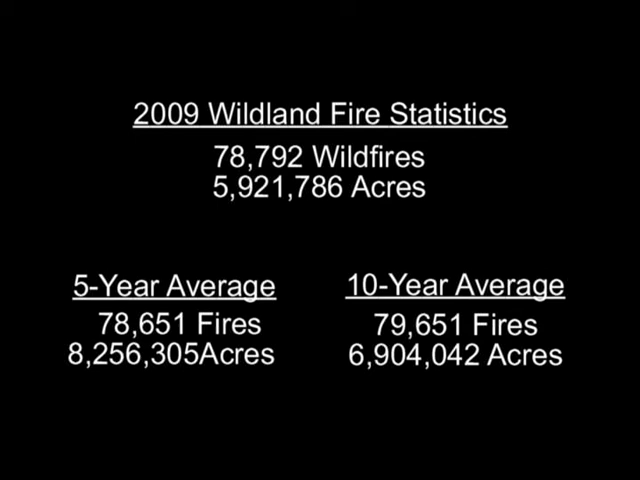 2009 Wildland Fire Statistics
78,792 Wildfires
5,921,786 Acres
5-Year Average
78,651 Fires
8,256,305Acres
10-Year Average
79,651 Fires
6,904,042 Acres